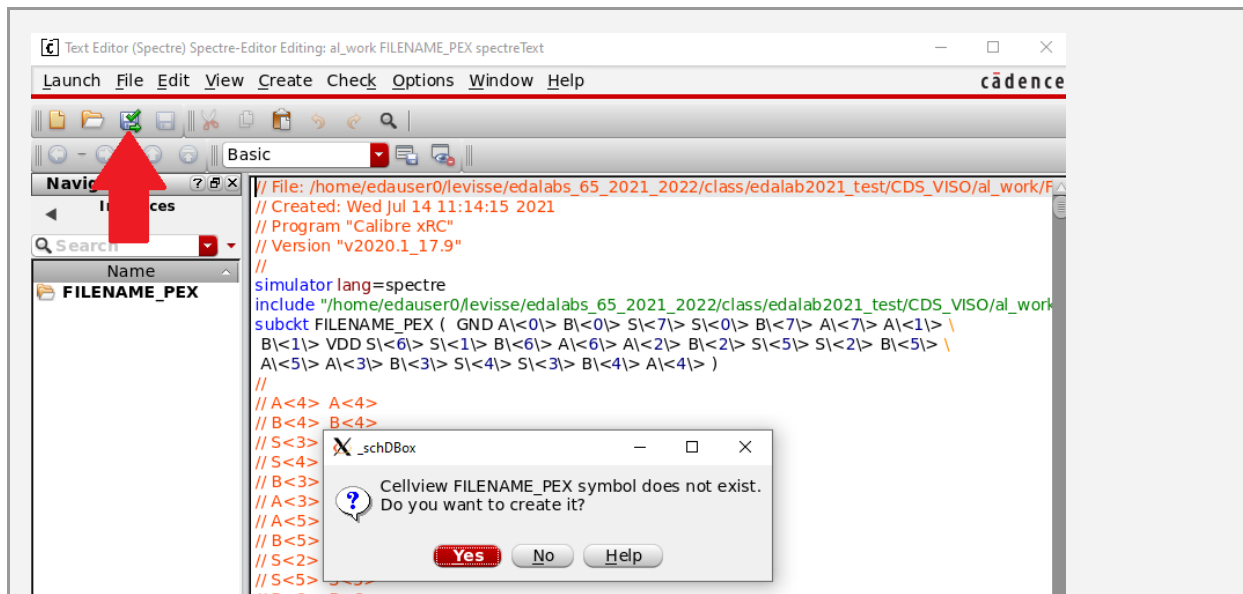 Text Editor (Spectre) Spectre-Editor Editing: al_work FILENAME_PEX spectreText
Launch File Edit View Create Check Options Window Help cādence
Basic
Navig
ces
Search
Name
FILENAME_PEX
// File: /home/edauser0/levisse/edalabs_65_2021_2022/class/edalab2021_test/CDS_VISO/al_work/F
// Created: Wed Jul 14 11:14:15 2021
// Program "Calibre xRC"
// Version "v2020.1_17.9"
//
simulator lang=spectre
include "/home/edauser0/levisse/edalabs_65_2021_2022/class/edalab2021_test/CDS_VISO/al_work
subckt FILENAME_PEX ( GND A\<0\> B\<0\> S\<7\> S\<0\> B\<7\> A\<7\> A\<1\> \
B\<1\> VDD S\<6\> S\<1\> B\<6\> A\<6\> A\<2\> B\<2\> S\<5\> S\<2\> B\<5\> \
A\<5\> A\<3\> B\<3\> S\<4\> S\<3\> B\<4\> A\<4\> )
//
// A<4> A<4>
// B<4> B<4>
// S<3>
// S<4>
// B<3>
// A<3>
// A<5>
// B<5>
// S<2>
// S<5>
_schDBox
Cellview FILENAME_PEX symbol does not exist.
Do you want to create it?
Yes No Help